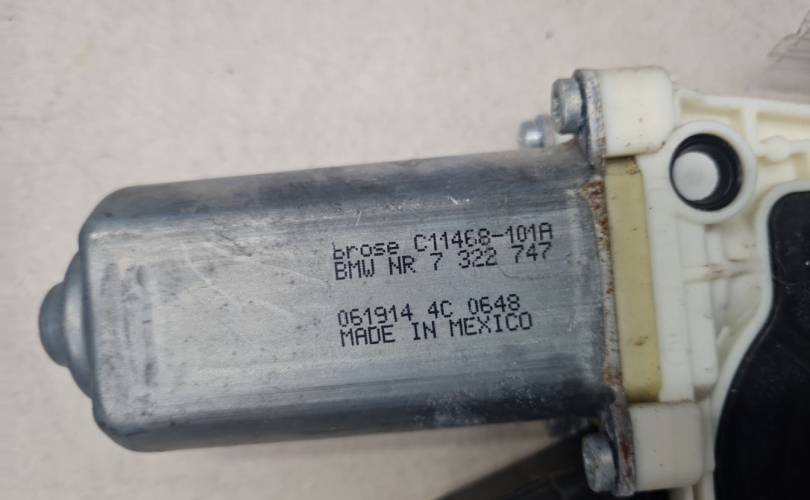 brose C11468-101A
BMW NR 7 322 747
061914 4C 0648
MADE IN MEXICO